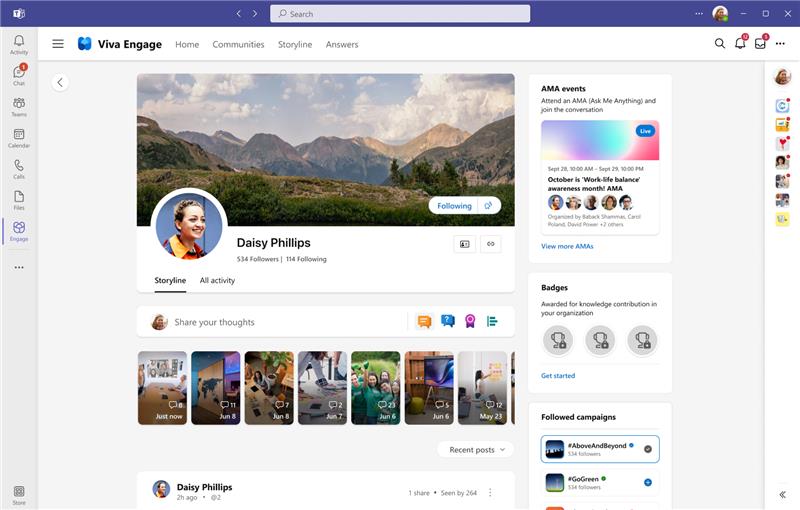 Search
Activity
Chat
1
Teams
Calendar
Calls
Files
Engage
Store
Viva Engage
Home
Communities
Storyline
Answers
12
5
Following
Daisy Phillips
534 Followers | 114 Following
Storyline
All activity
Share your thoughts
8
Just now
11
Jun 8
7
Jun 8
2
Jun 7
23
Jun 6
5
Jun 6
12
May 23
Recent posts
Daisy Phillips
2h ago • @2
1 share • Seen by 264
AMA events
Attend an AMA (Ask Me Anything) and
join the conversation
Live
Sept 28, 10:00 AM – Sept 29, 10:00 PM
October is 'Work-life balance'
awareness month! AMA
Organized by Baback Shammas, Carol
Poland, David Power +2 others
View more AMAs
Badges
Awarded for knowledge contribution in
your organization
Get started
Followed campaigns
#AboveAndBeyond
534 followers
#GoGreen
534 followers